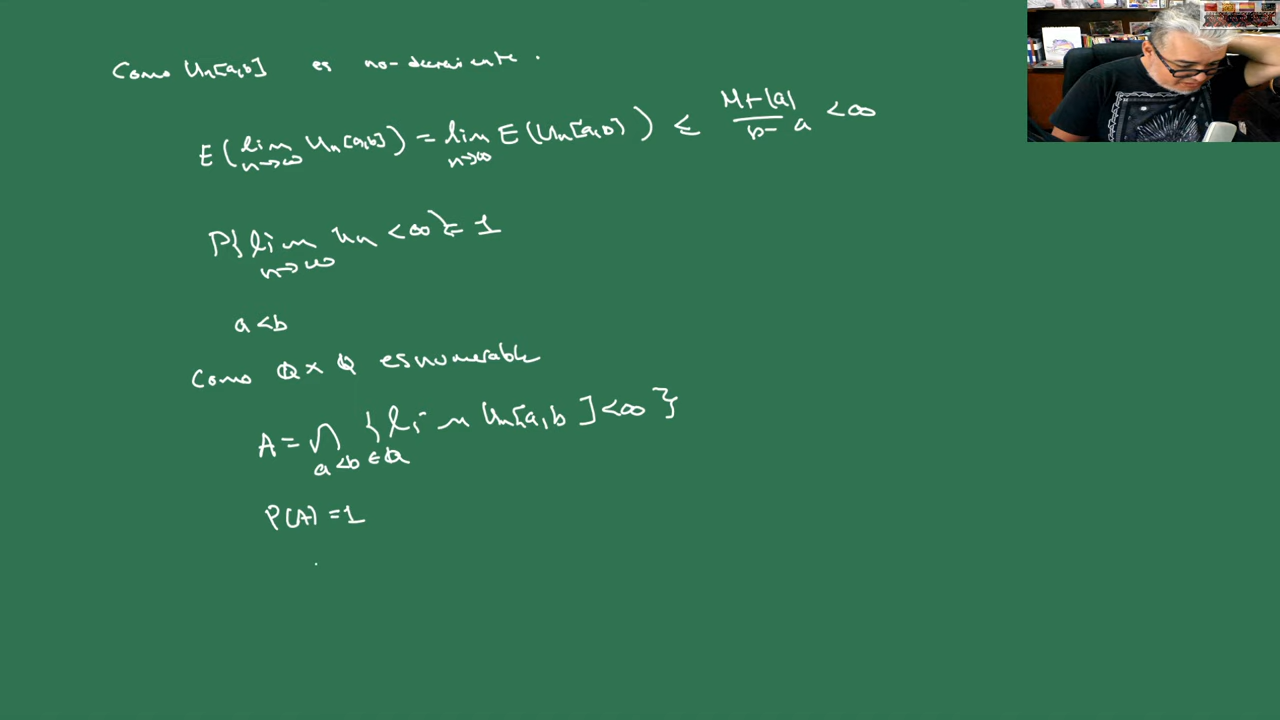 Como Un[a,b] es no-decreciente.
E(lim n→∞ Un[a,b]) = lim n→∞ E(Un[a,b]) ≤ M+|a| / b-a < ∞
P{lim n→∞ Un < ∞} = 1
a < b
Como Q × Q es numerable
A = ∩ a<b ∈ Q {lim Un[a,b] < ∞}
P(A) = 1